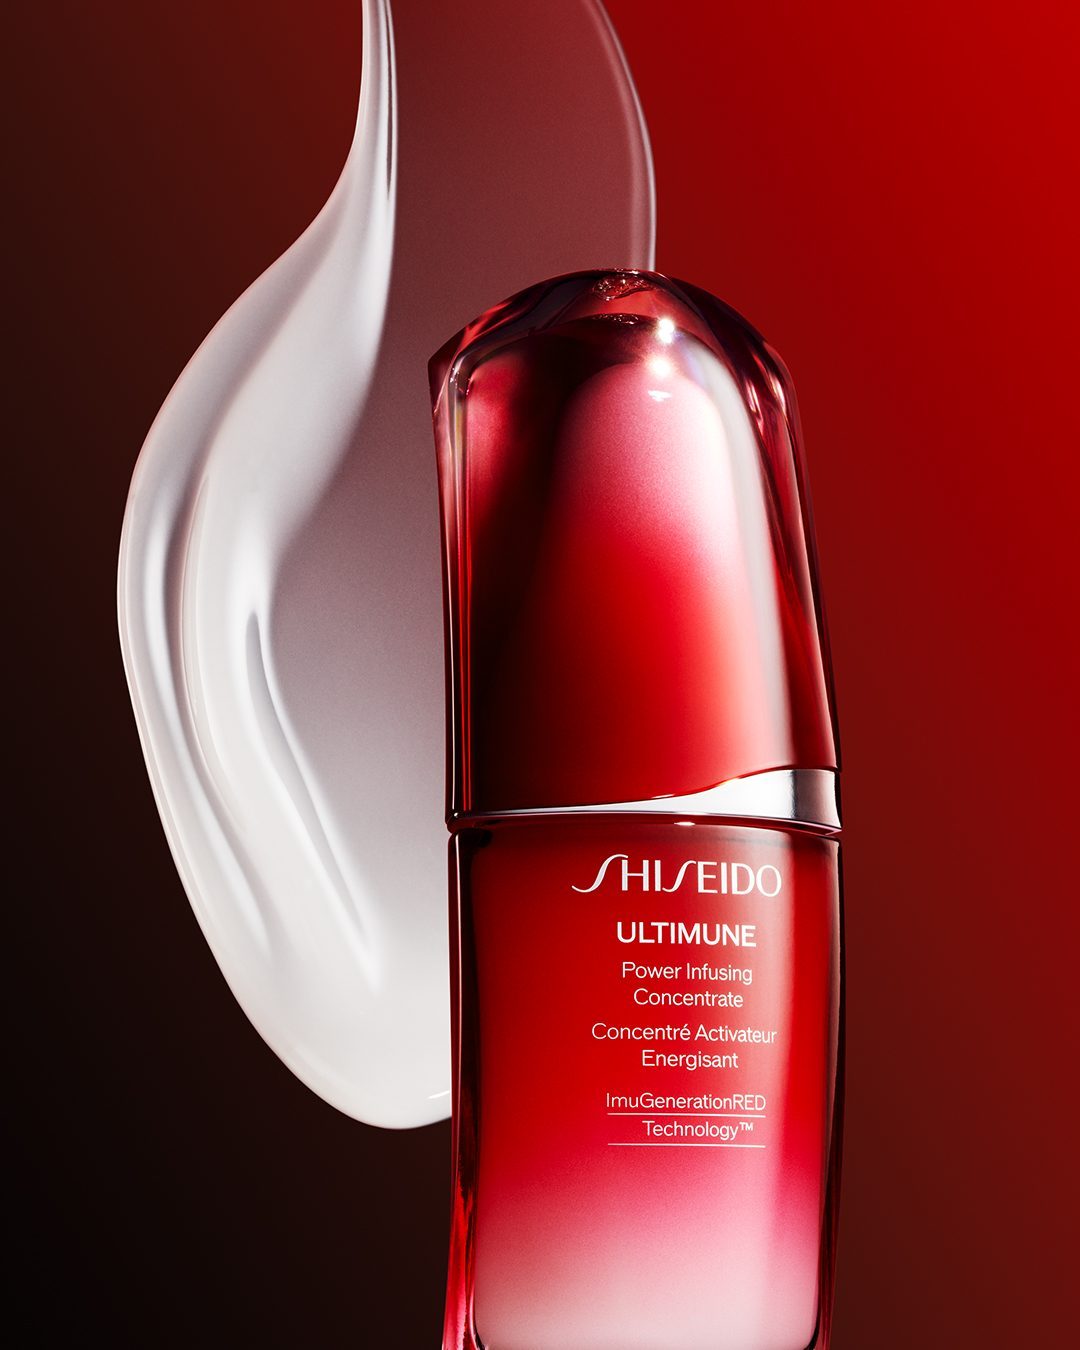 SHISEIDO
ULTIMUNE
Power Infusing
Concentrate
Concentré Activateur
Energisant
ImuGenerationRED
Technology™